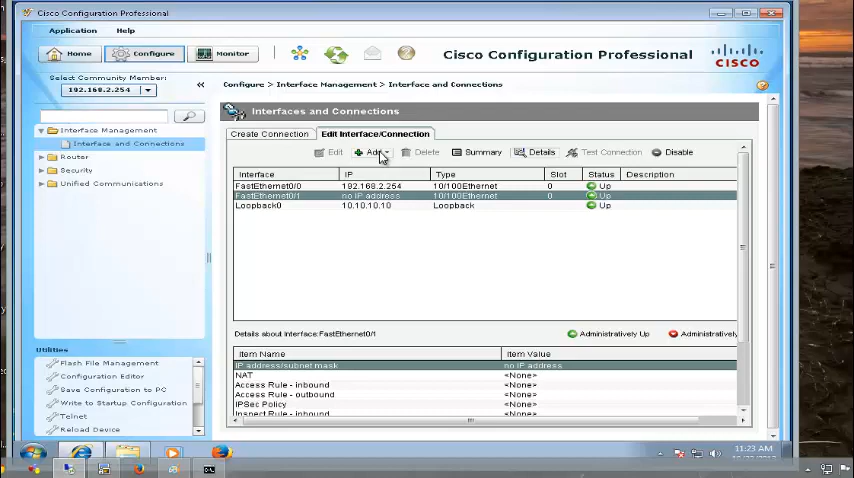 Cisco Configuration Professional
Application Help
Home Configure Monitor Cisco Configuration Professional CISCO
Select Community Member:
192.168.2.254
Configure > Interface Management > Interface and Connections
Interface Management
Interface and Connections
Router
Security
Unified Communications
Interfaces and Connections
Create Connection Edit Interface/Connection
Edit Add Delete Summary Details Test Connection Disable
Interface IP Type Slot Status Description
FastEthernet0/0 192.168.2.254 10/100Ethernet 0 Up
FastEthernet0/1 no IP address 10/100Ethernet 0 Up
Loopback0 10.10.10.10 Loopback Up
Details about Interface:FastEthernet0/1 Administratively Up Administratively
Item Name Item Value
IP address/subnet mask no IP address
NAT <None>
Access Rule - inbound <None>
Access Rule - outbound <None>
IPSec Policy <None>
Inspect Rule - inbound <None>
Utilities
Flash File Management
Configuration Editor
Save Configuration to PC
Write to Startup Configuration
Telnet
Reload Device
11:23 AM